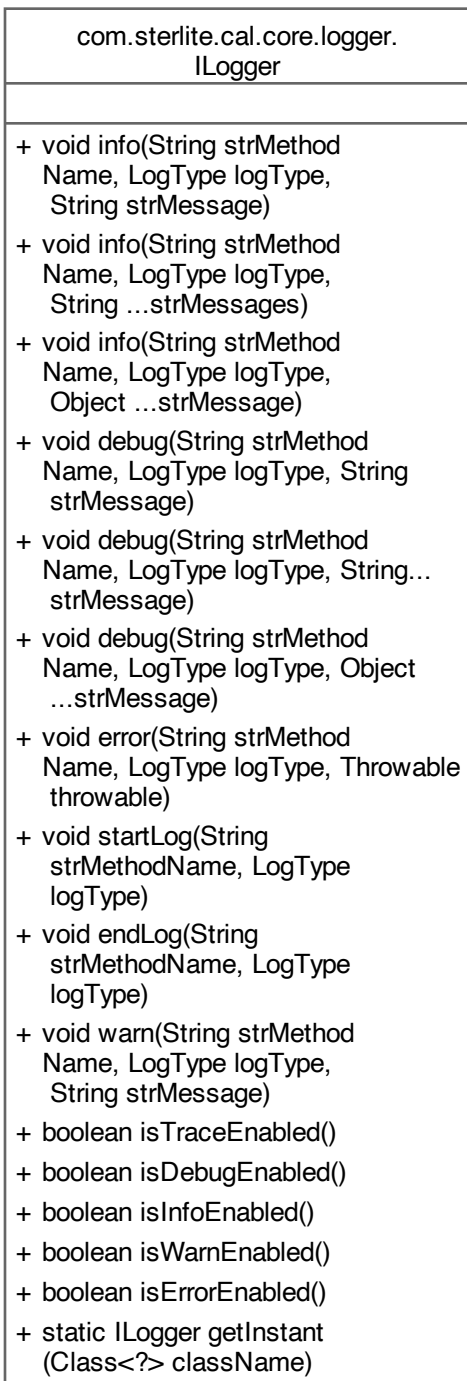 com.sterlite.cal.core.logger.
ILogger
+ void info(String strMethod
Name, LogType logType,
String strMessage)
+ void info(String strMethod
Name, LogType logType,
String ...strMessages)
+ void info(String strMethod
Name, LogType logType,
Object ...strMessage)
+ void debug(String strMethod
Name, LogType logType, String
strMessage)
+ void debug(String strMethod
Name, LogType logType, String...
strMessage)
+ void debug(String strMethod
Name, LogType logType, Object
...strMessage)
+ void error(String strMethod
Name, LogType logType, Throwable
throwable)
+ void startLog(String
strMethodName, LogType
logType)
+ void endLog(String
strMethodName, LogType
logType)
+ void warn(String strMethod
Name, LogType logType,
String strMessage)
+ boolean isTraceEnabled()
+ boolean isDebugEnabled()
+ boolean isInfoEnabled()
+ boolean isWarnEnabled()
+ boolean isErrorEnabled()
+ static ILogger getInstant
(Class<?> className)